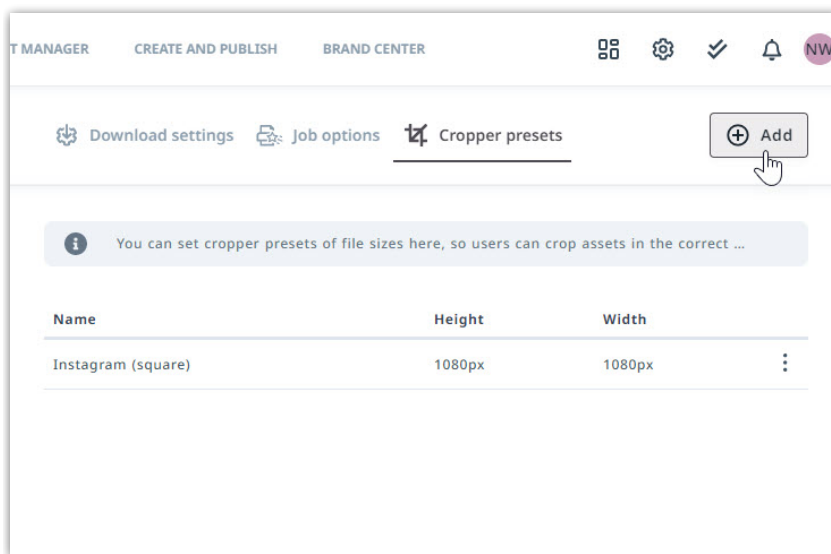 T MANAGER CREATE AND PUBLISH BRAND CENTER NW
Download settings Job options Cropper presets Add
You can set cropper presets of file sizes here, so users can crop assets in the correct ...
Name Height Width
Instagram (square) 1080px 1080px